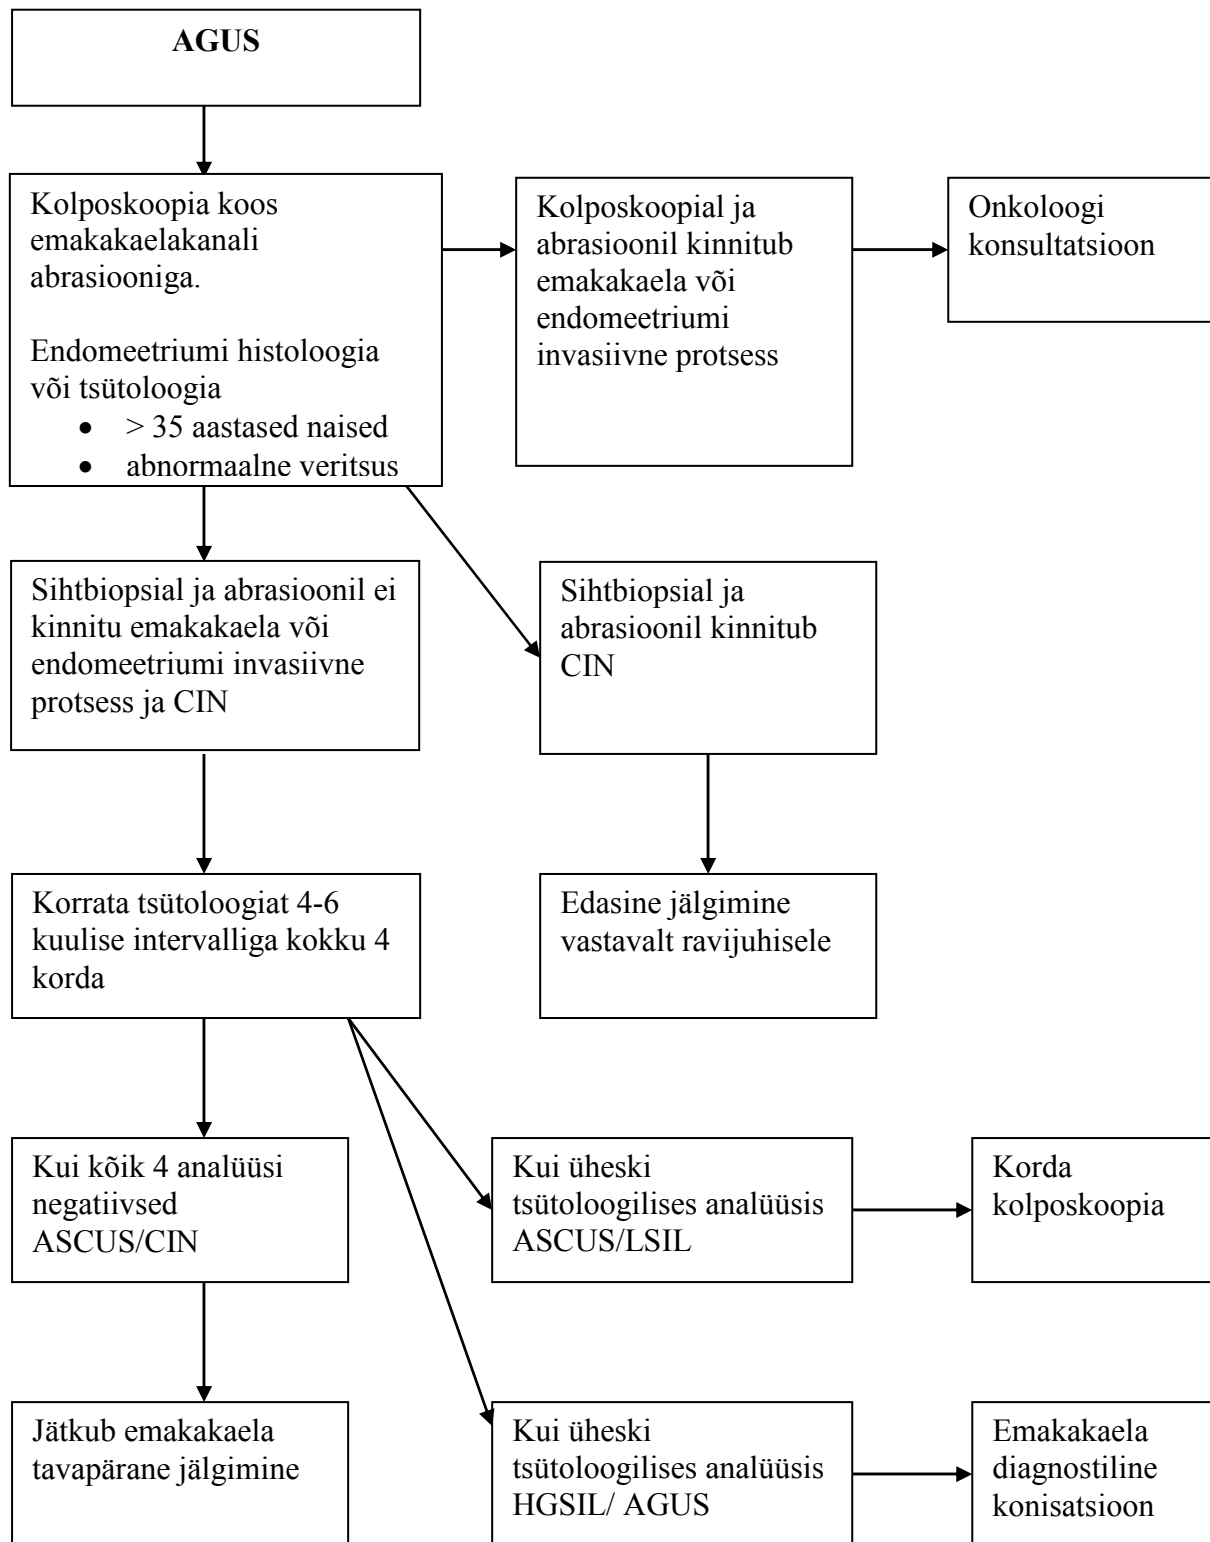 AGUS
Kolposkoopia koos
emakakaelakanali
abrasiooniga.
Endomeetriumi histoloogia
või tsütoloogia
• > 35 aastased naised
• abnormaalne veritsus
Kolposkoopial ja
abrasioonil kinnitub
emakakaela või
endomeetriumi
invasiivne protsess
Onkoloogi
konsultatsioon
Sihtbiopsial ja abrasioonil ei
kinnitu emakakaela või
endomeetriumi invasiivne
protsess ja CIN
Sihtbiopsial ja
abrasioonil kinnitub
CIN
Korrata tsütoloogiat 4-6
kuulise intervalliga kokku 4
korda
Edasine jälgimine
vastavalt ravijuhisele
Kui kõik 4 analüüsi
negatiivsed
ASCUS/CIN
Kui üheski
tsütoloogilises analüüsis
ASCUS/LSIL
Korda
kolposkoopia
Jätkub emakakaela
tavapärane jälgimine
Kui üheski
tsütoloogilises analüüsis
HGSIL/ AGUS
Emakakaela
diagnostiline
konisatsioon